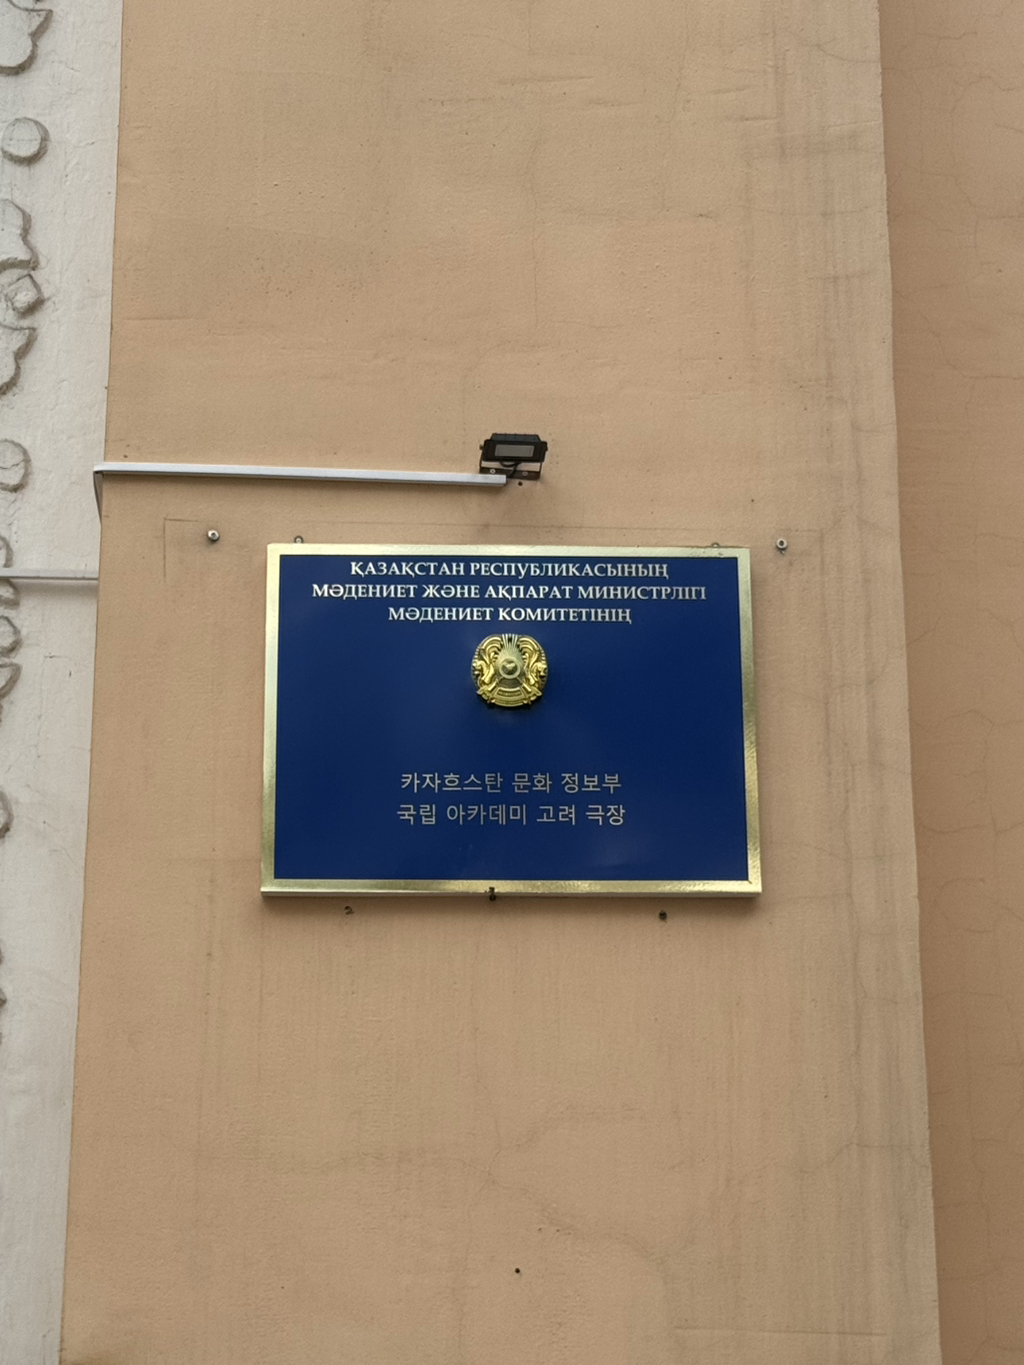 ҚАЗАҚСТАН РЕСПУБЛИКАСЫНЫҢ
МӘДЕНИЕТ ЖӘНЕ АҚПАРАТ МИНИСТРЛІГІ
МӘДЕНИЕТ КОМИТЕТІНІҢ
카자흐스탄 문화 정보부
국립 아카데미 고려 극장